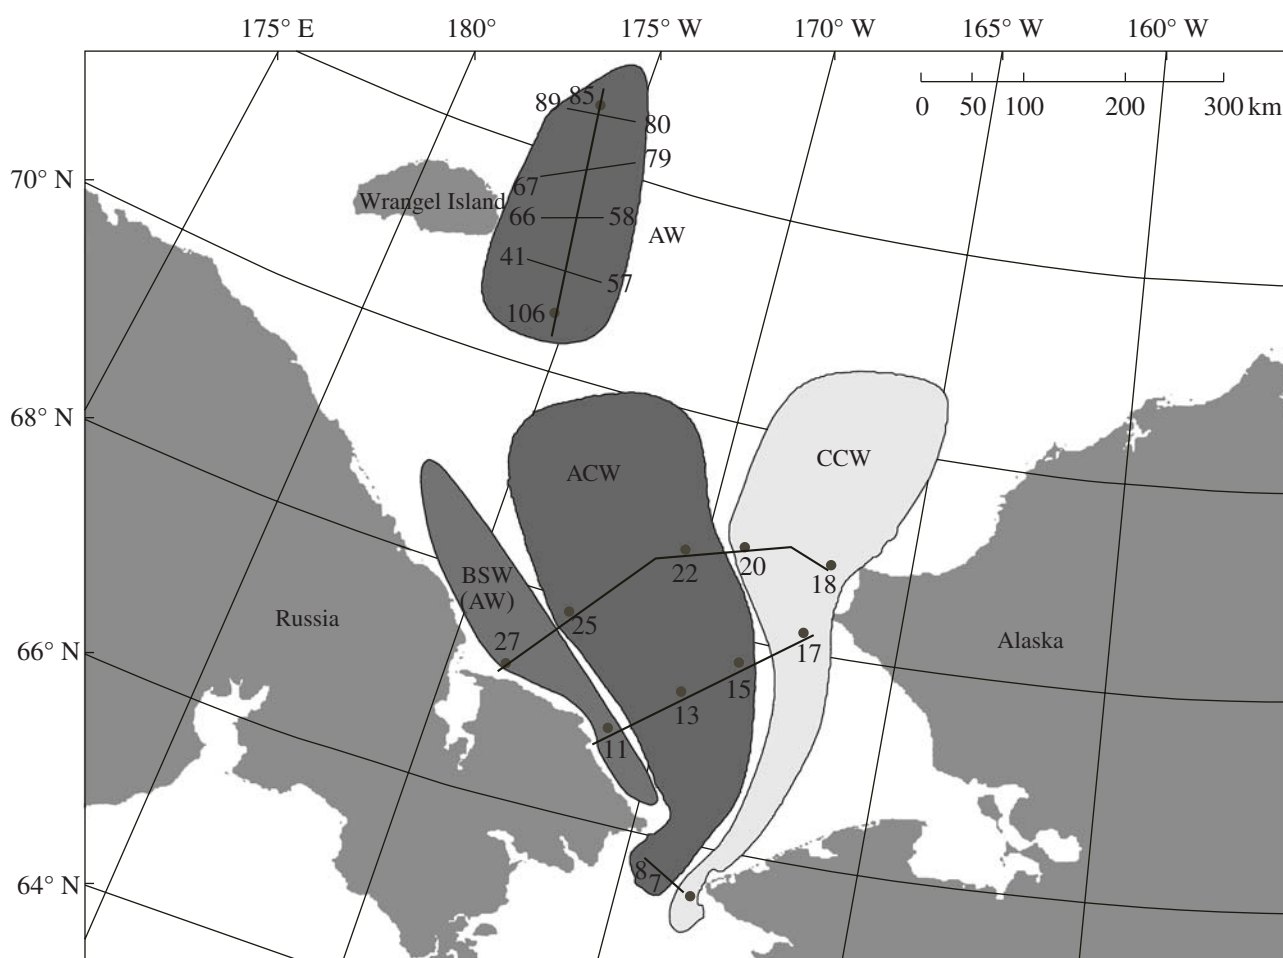 175° E 180° 175° W 170° W 165° W 160° W
0 50 100 200 300 km
89 85
80
79
70° N
67
Wrangel Island
66 58
AW
41
57
106
68° N
CCW
ACW
20
22
BSW
(AW)
18
Russia
25
27
Alaska
66° N
17
15
13
11
8
7
64° N